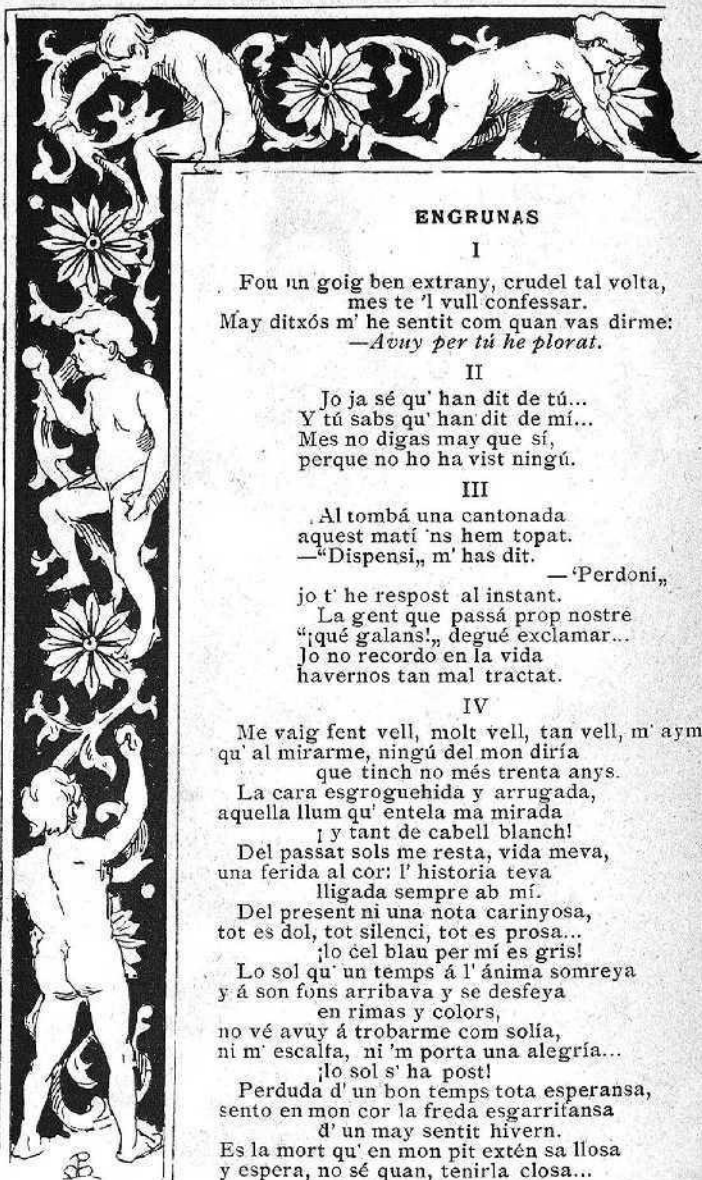 ENGRUNAS
I
Fou un goig ben extrany, crudel tal volta,
mes te 'l vull confessar.
May ditxós m' he sentit com quan vas dirme:
—Avuy per tú he plorat.
II
Jo ja sé qu' han dit de tú...
Y tú sabs qu' han dit de mí...
Mes no digas may que sí,
perque no ho ha vist ningú.
III
Al tombá una cantonada
aquest matí 'ns hem topat.
—“Dispensi„ m' has dit.
— ‘Perdoni„
jo t' he respost al instant.
La gent que passá prop nostre
“¡qué galans!„ degué exclamar...
Jo no recordo en la vida
havernos tan mal tractat.
IV
Me vaig fent vell, molt vell, tan vell, m' aym
qu' al mirarme, ningú del mon diría
que tinch no més trenta anys.
La cara esgroguehida y arrugada,
aquella llum qu' entela ma mirada
¡ y tant de cabell blanch!
Del passat sols me resta, vida meva,
una ferida al cor: l' historia teva
lligada sempre ab mí.
Del present ni una nota carinyosa,
tot es dol, tot silenci, tot es prosa...
¡lo cel blau per mí es gris!
Lo sol qu' un temps á l' ánima somreya
y á son fons arribava y se desfeya
en rimas y colors,
no vé avuy á trobarme com solía,
ni m' escalfa, ni 'm porta una alegría...
¡lo sol s' ha post!
Perduda d' un bon temps tota esperansa,
sento en mon cor la freda esgarrifansa
d' un may sentit hivern.
Es la mort qu' en mon pit extén sa llosa
y espera, no sé quan, tenirla closa...